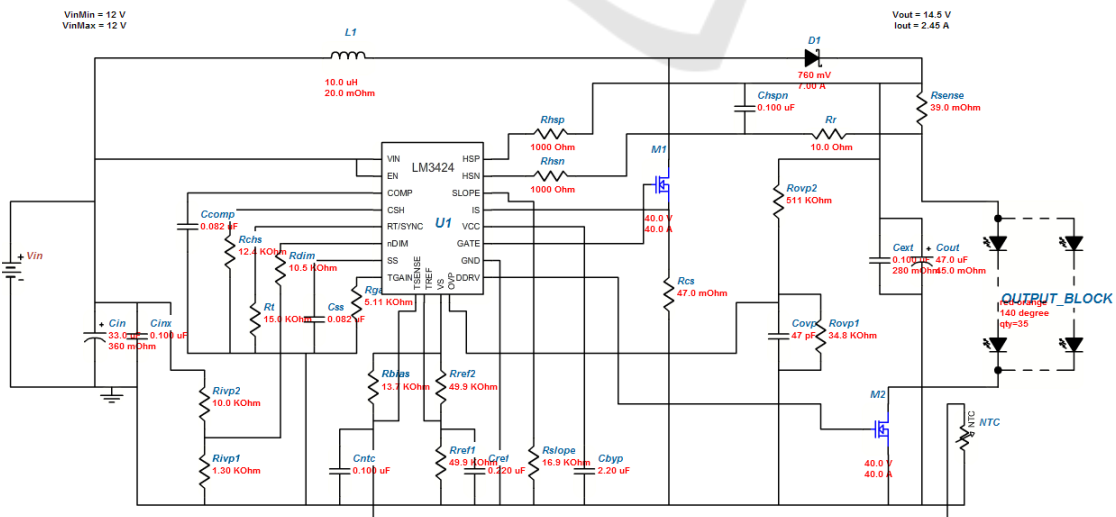 VinMin = 12 V
VinMax = 12 V
Vout = 14.5 V
Iout = 2.45 A
L1
10.0 uH
20.0 mOhm
D1
760 mV
7.00 A
Chspn
0.100 uF
Rsense
39.0 mOhm
Rhsp
1000 Ohm
Rr
10.0 Ohm
Rhsn
1000 Ohm
M1
40.0 V
40.0 A
LM3424
U1
VIN
EN
COMP
CSH
RT/SYNC
nDIM
SS
TGAIN
HSP
HSN
SLOPE
IS
VCC
GATE
GND
DDRV
TSENSE
TREF
VS
OVP
Ccomp
0.082 uF
Rchs
12.4 KOhm
Rdim
10.5 KOhm
Rt
15.0 KOhm
Css
0.082 uF
Rga
5.11 KOhm
Vin
+
Cin
33.0 uF
360 mOhm
+
Cinx
0.100 uF
Rivp2
10.0 KOhm
Rivp1
1.30 KOhm
Rbias
13.7 KOhm
Rref2
49.9 KOhm
Cntc
0.100 uF
Rref1
49.9 KOhm
Cref
0.220 uF
Rslope
16.9 KOhm
Cbyp
2.20 uF
Rcs
47.0 mOhm
Rovp2
511 KOhm
Covp
47 pF
Rovp1
34.8 KOhm
Cext
0.100 uF
280 mOhm
+
Cout
47.0 uF
45.0 mOhm
OUTPUT_BLOCK
red-orange
140 degree
qty=35
M2
40.0 V
40.0 A
NTC
NTC